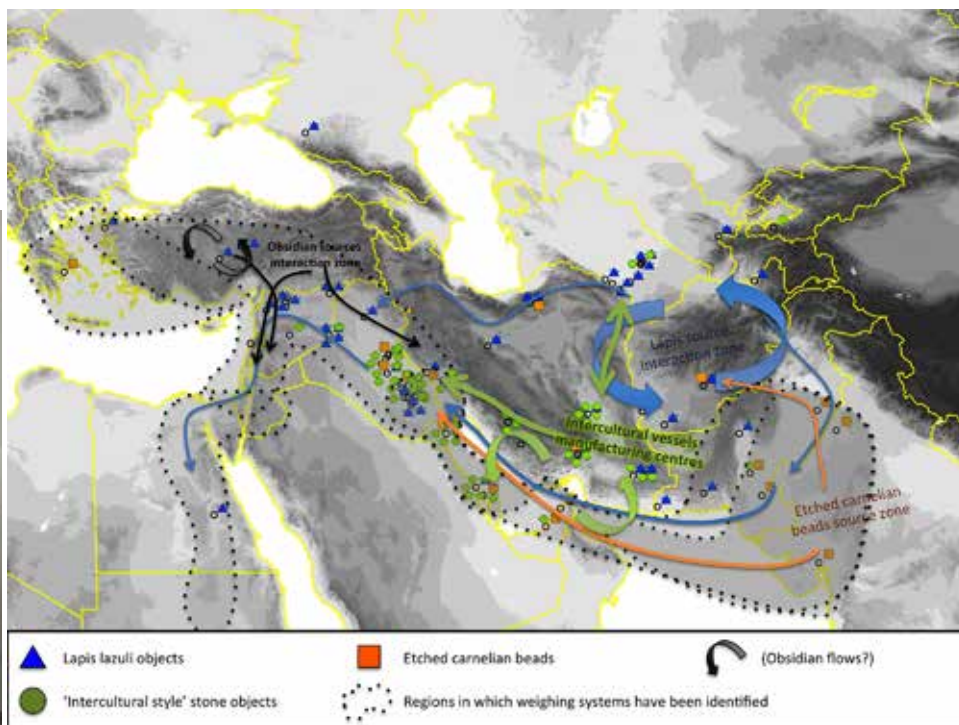 Obsidian sources
interaction zone
Lapis source
interaction zone
Intercultural vessels
manufacturing centres
Etched carnelian
beads source zone
Lapis lazuli objects
Etched carnelian beads
(Obsidian flows?)
'Intercultural style' stone objects
Regions in which weighing systems have been identified